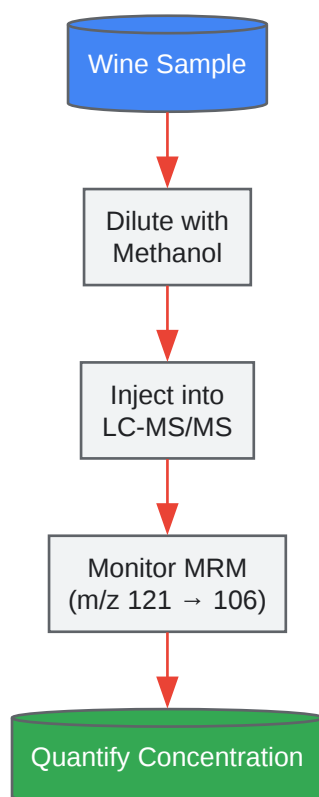 Wine Sample
Dilute with
Methanol
Inject into
LC-MS/MS
Monitor MRM
(m/z 121 → 106)
Quantify Concentration